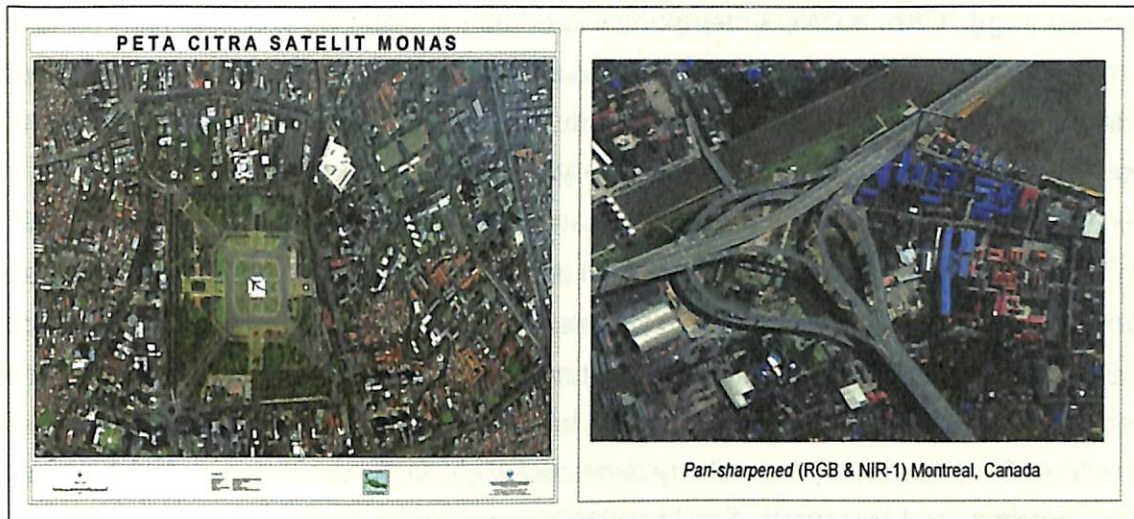 PETA CITRA SATELIT MONAS
Pan-sharpened (RGB & NIR-1) Montreal, Canada